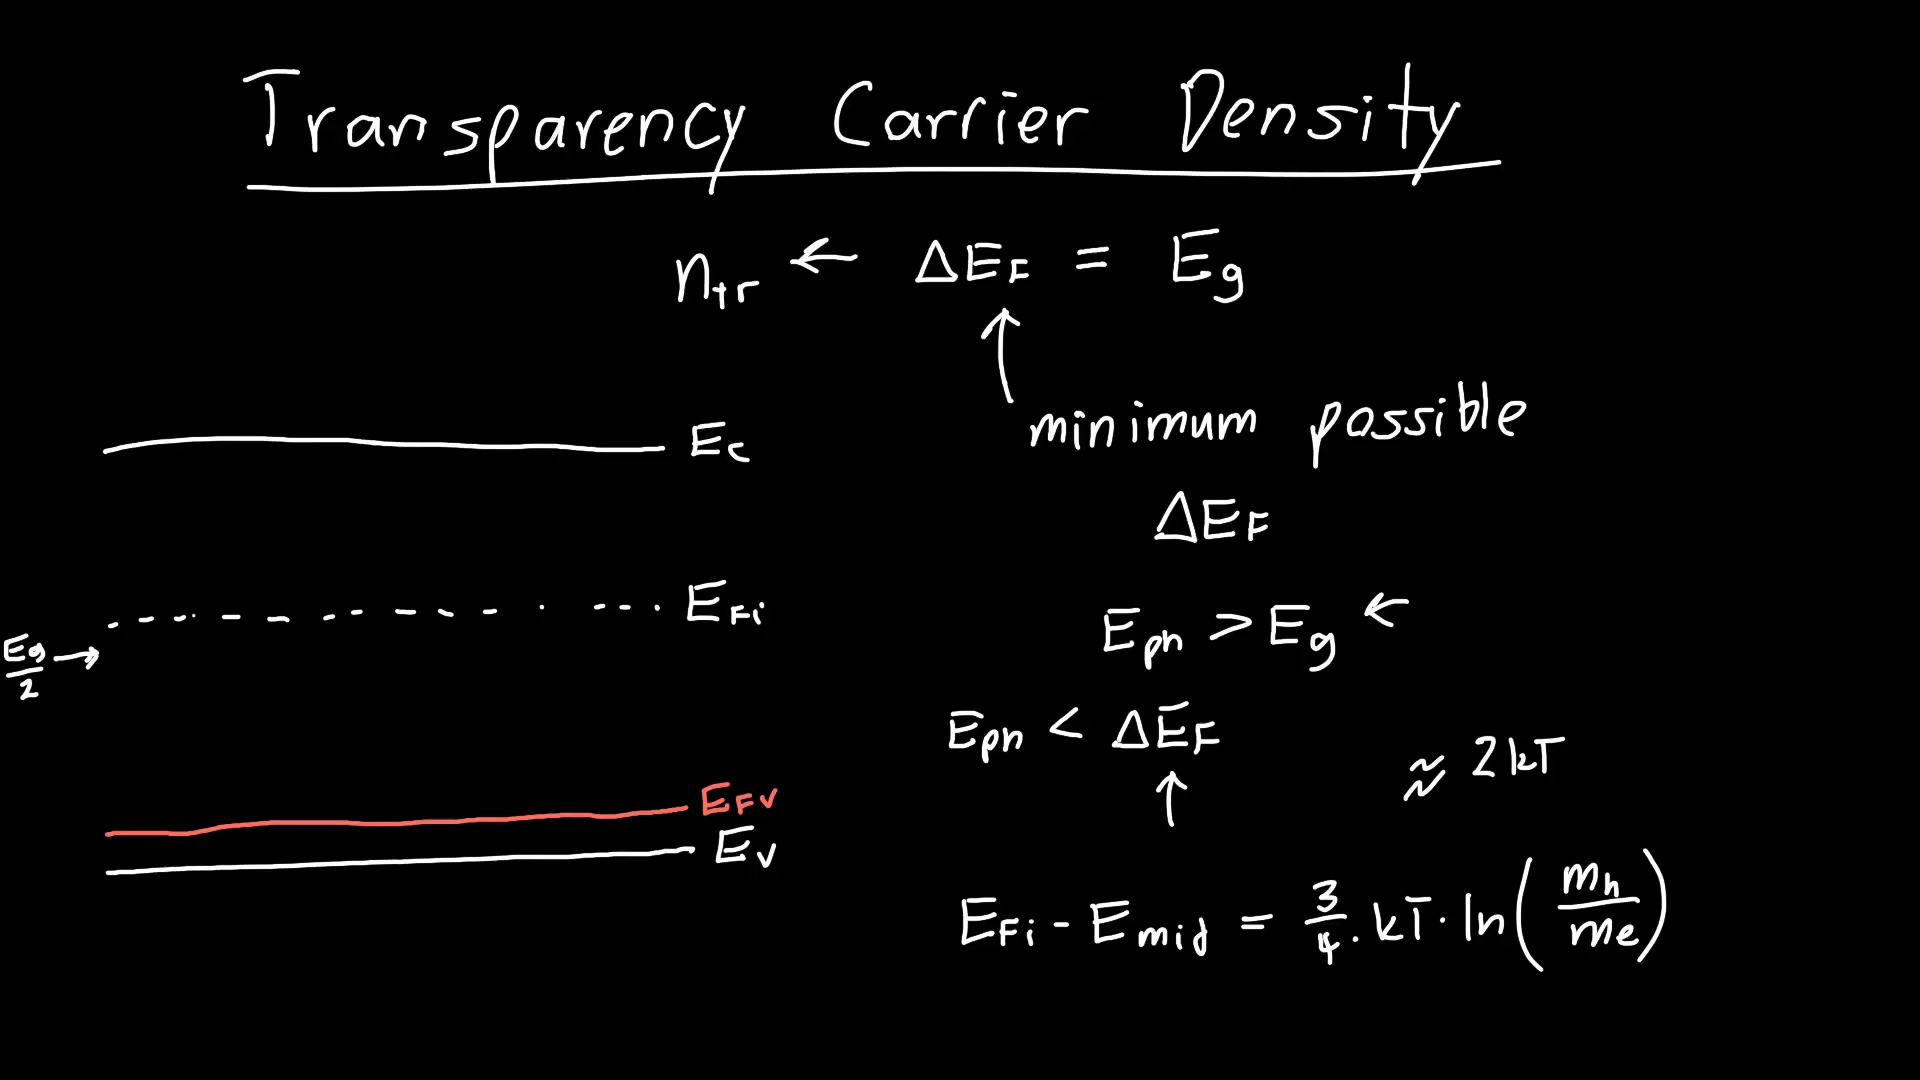 Transparency Carrier Density
n_tr ← ΔE_F = E_g
↑
minimum possible
ΔE_F
E_c
E_Fi
E_g/2 →
E_Fv
E_v
E_ph > E_g ←
E_ph < ΔE_F
↑
≈ 2kT
E_Fi - E_mid = 3/4 · kT · ln(m_h/m_e)